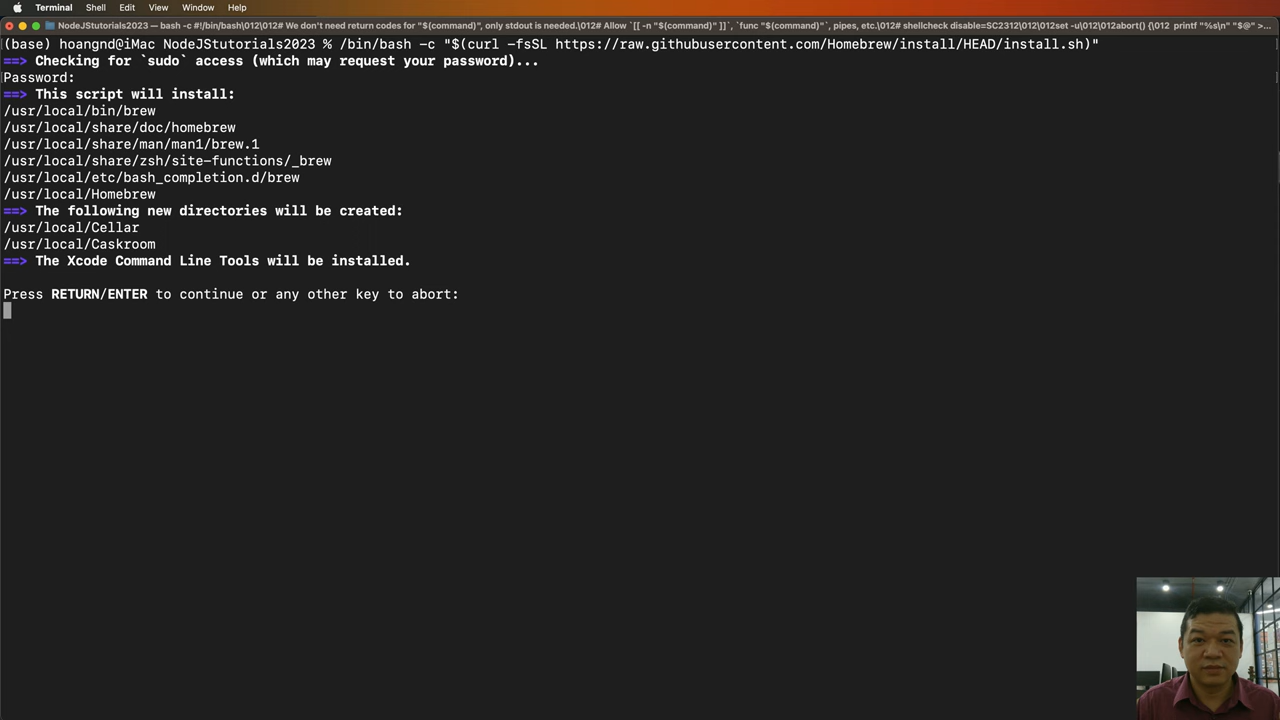 Terminal Shell Edit View Window Help
NodeJStutorials2023 — bash -c #!/bin/bash\012\012# We don't need return codes for "$(command)", only stdout is needed.\012# Allow `[[ -n "$(command)" ]]`, `func "$(command)"`, pipes, etc.\012# shellcheck disable=SC2312\012\012set -u\012\012abort() {\012  printf "%s\n" "$@" >...
(base) hoangnd@iMac NodeJStutorials2023 % /bin/bash -c "$(curl -fsSL https://raw.githubusercontent.com/Homebrew/install/HEAD/install.sh)"
==> Checking for `sudo` access (which may request your password)...
Password:
==> This script will install:
/usr/local/bin/brew
/usr/local/share/doc/homebrew
/usr/local/share/man/man1/brew.1
/usr/local/share/zsh/site-functions/_brew
/usr/local/etc/bash_completion.d/brew
/usr/local/Homebrew
==> The following new directories will be created:
/usr/local/Cellar
/usr/local/Caskroom
==> The Xcode Command Line Tools will be installed.
Press RETURN/ENTER to continue or any other key to abort: